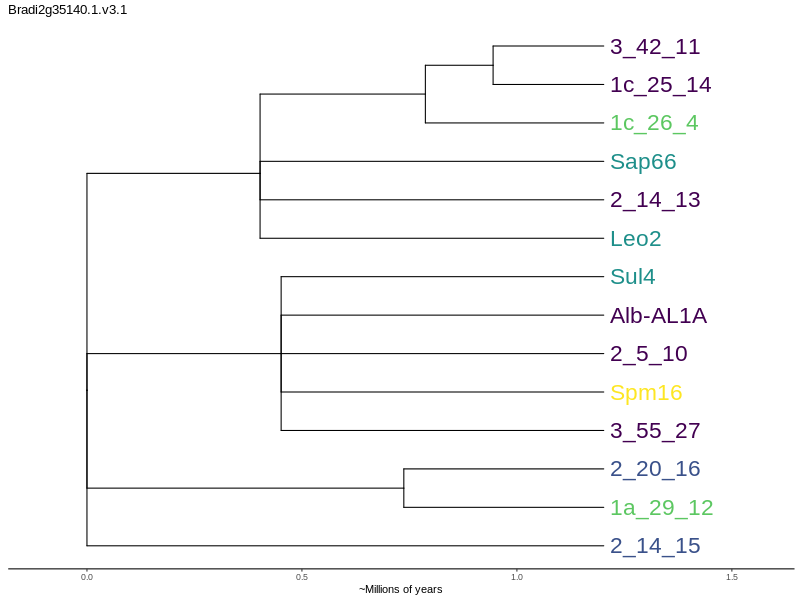 Bradi2g35140.1.v3.1
3_42_11
1c_25_14
1c_26_4
Sap66
2_14_13
Leo2
Sul4
Alb-AL1A
2_5_10
Spm16
3_55_27
2_20_16
1a_29_12
2_14_15
0.0 0.5 1.0 1.5
~Millions of years